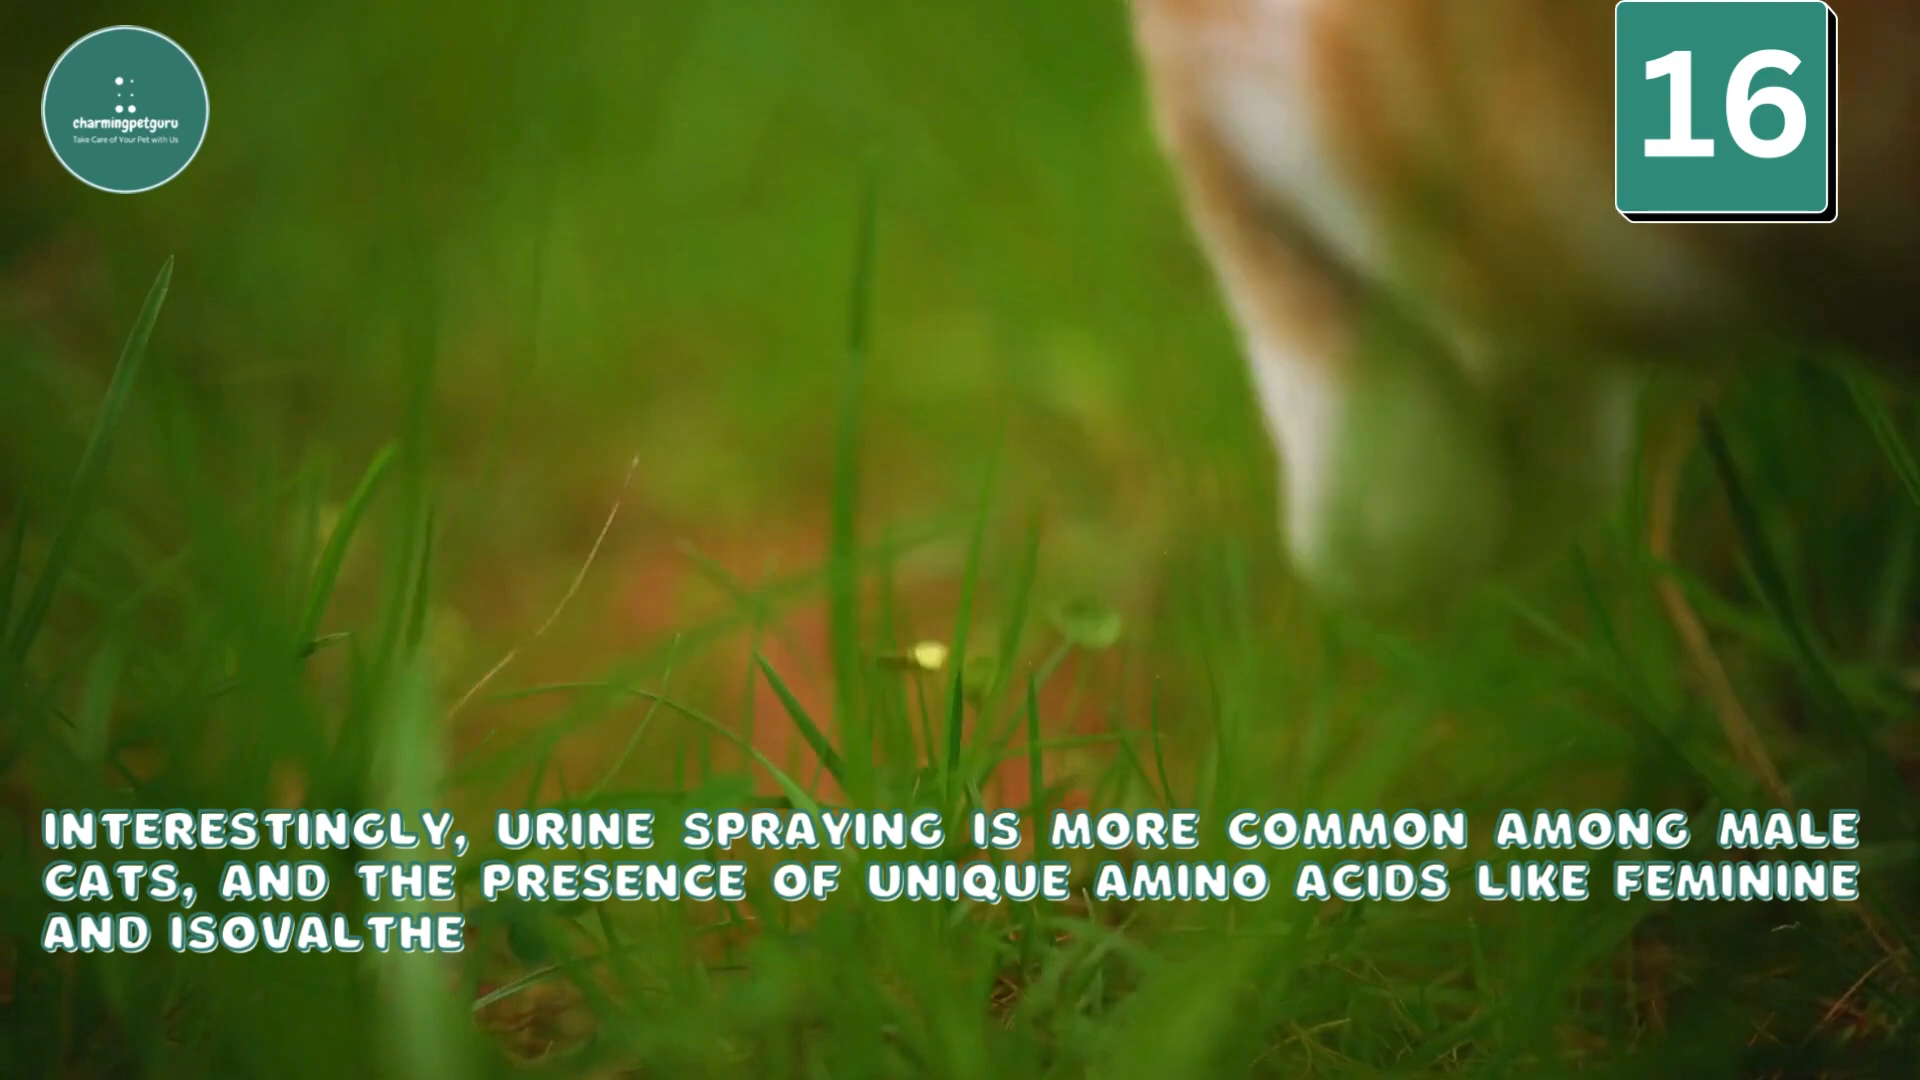 charmingpetguru
Take Care of Your Pet with Us
16
INTERESTINGLY, URINE SPRAYING IS MORE COMMON AMONG MALE
CATS, AND THE PRESENCE OF UNIQUE AMINO ACIDS LIKE FEMININE
AND ISOVALTHE